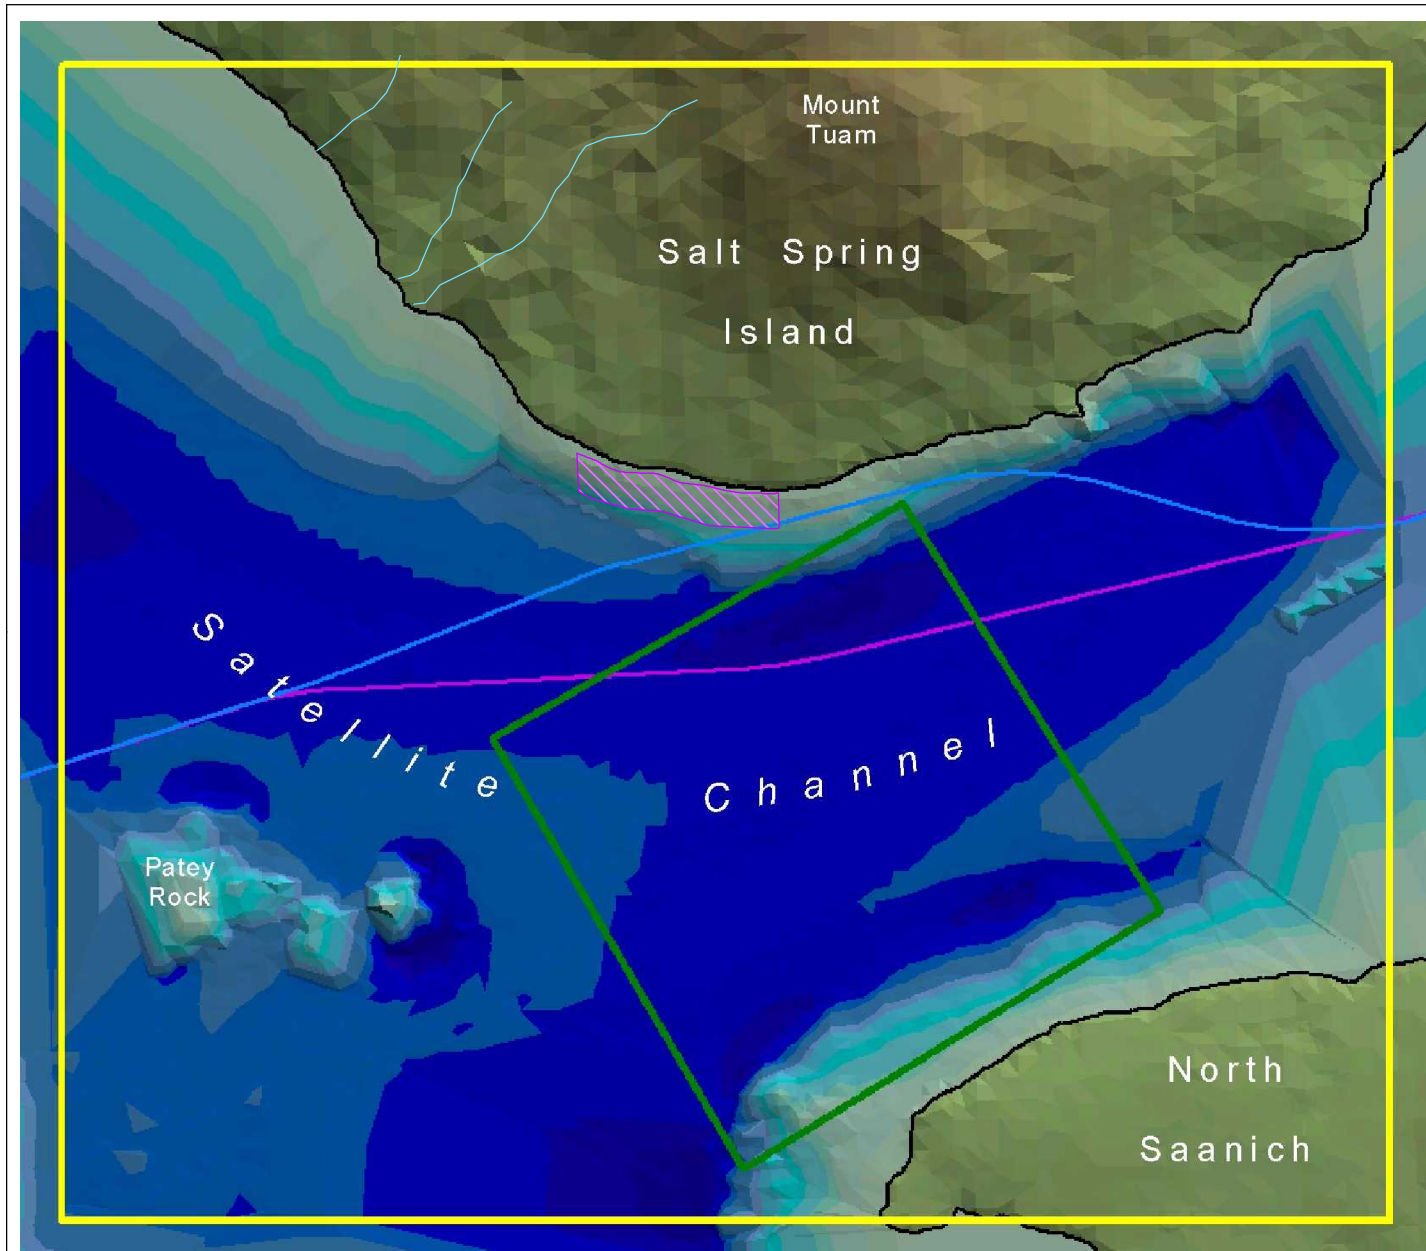 Mount
Tuam
Salt Spring
Island
Satellite
Channel
Patey
Rock
North
Saanich